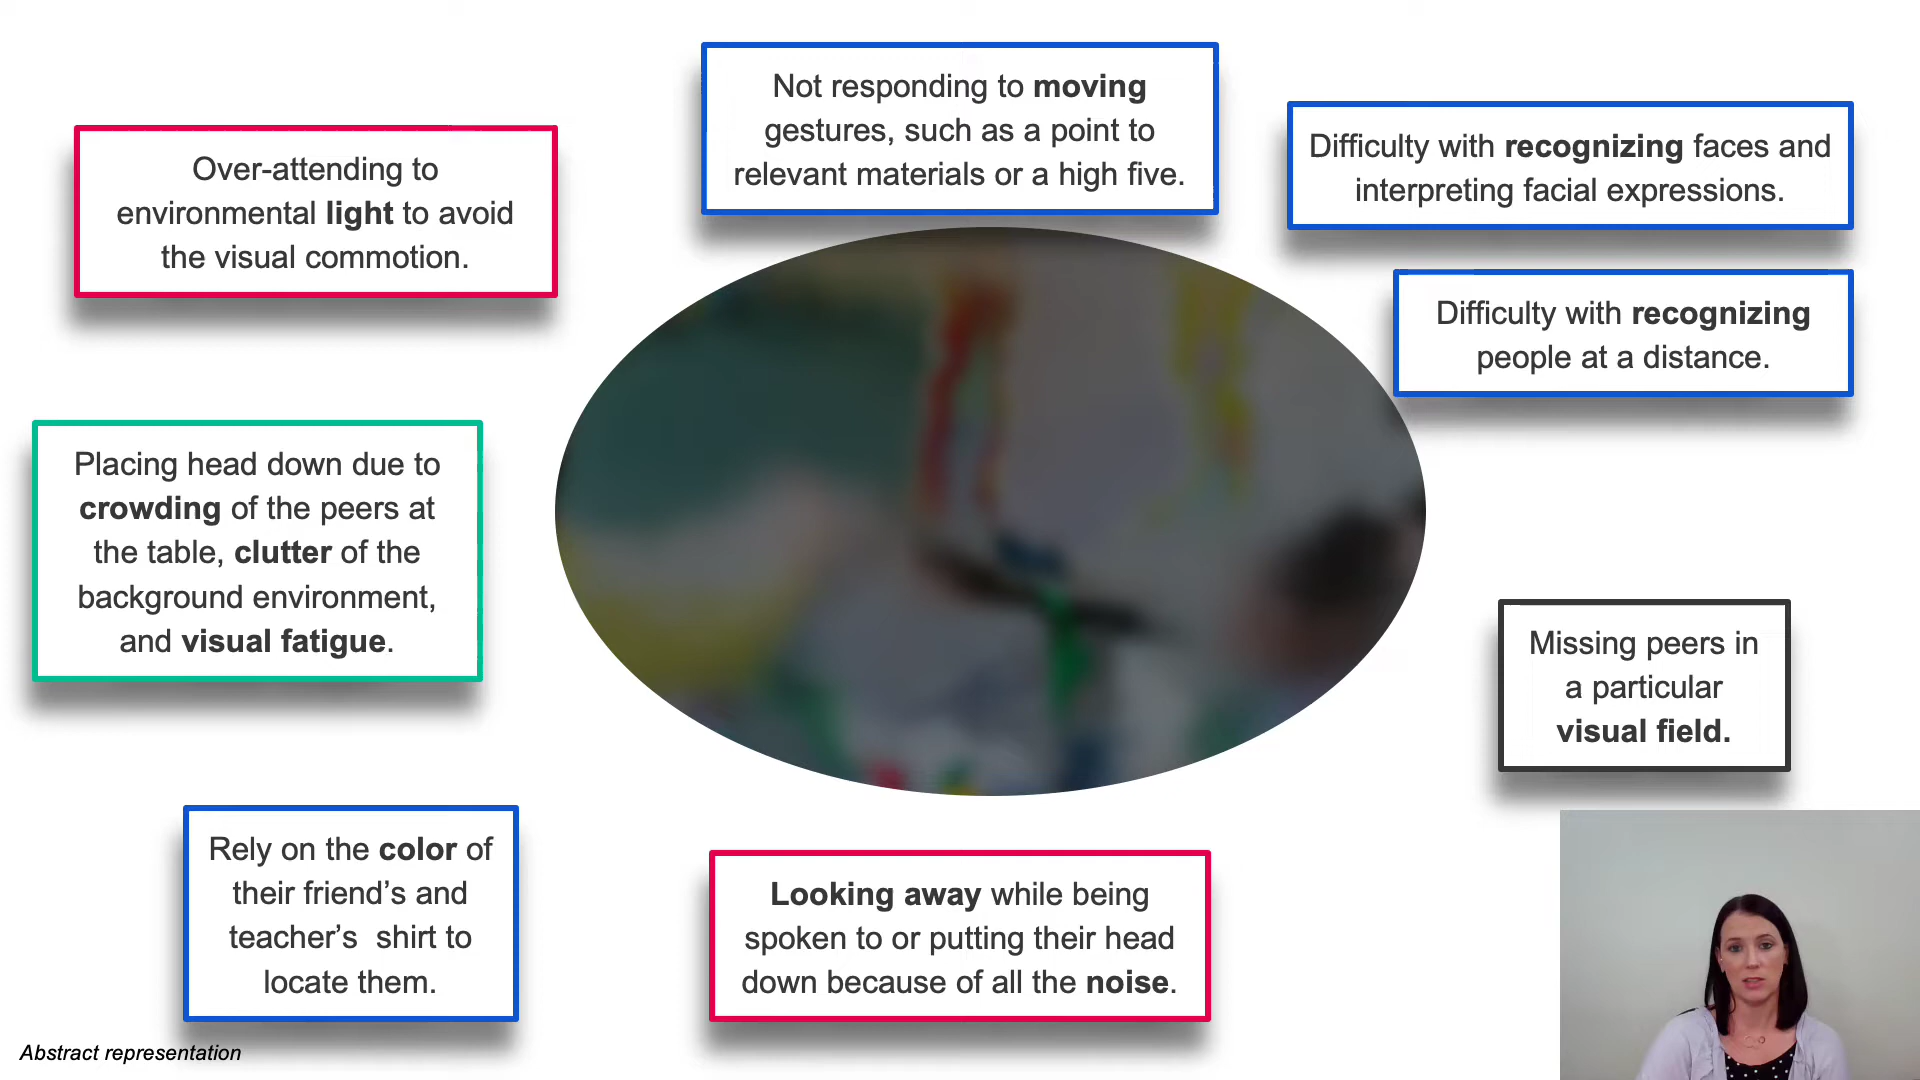 Not responding to moving
gestures, such as a point to
relevant materials or a high five.
Over-attending to
environmental light to avoid
the visual commotion.
Difficulty with recognizing faces and
interpreting facial expressions.
Difficulty with recognizing
people at a distance.
Placing head down due to
crowding of the peers at
the table, clutter of the
background environment,
and visual fatigue.
Missing peers in
a particular
visual field.
Rely on the color of
their friend’s and
teacher’s  shirt to
locate them.
Looking away while being
spoken to or putting their head
down because of all the noise.
Abstract representation